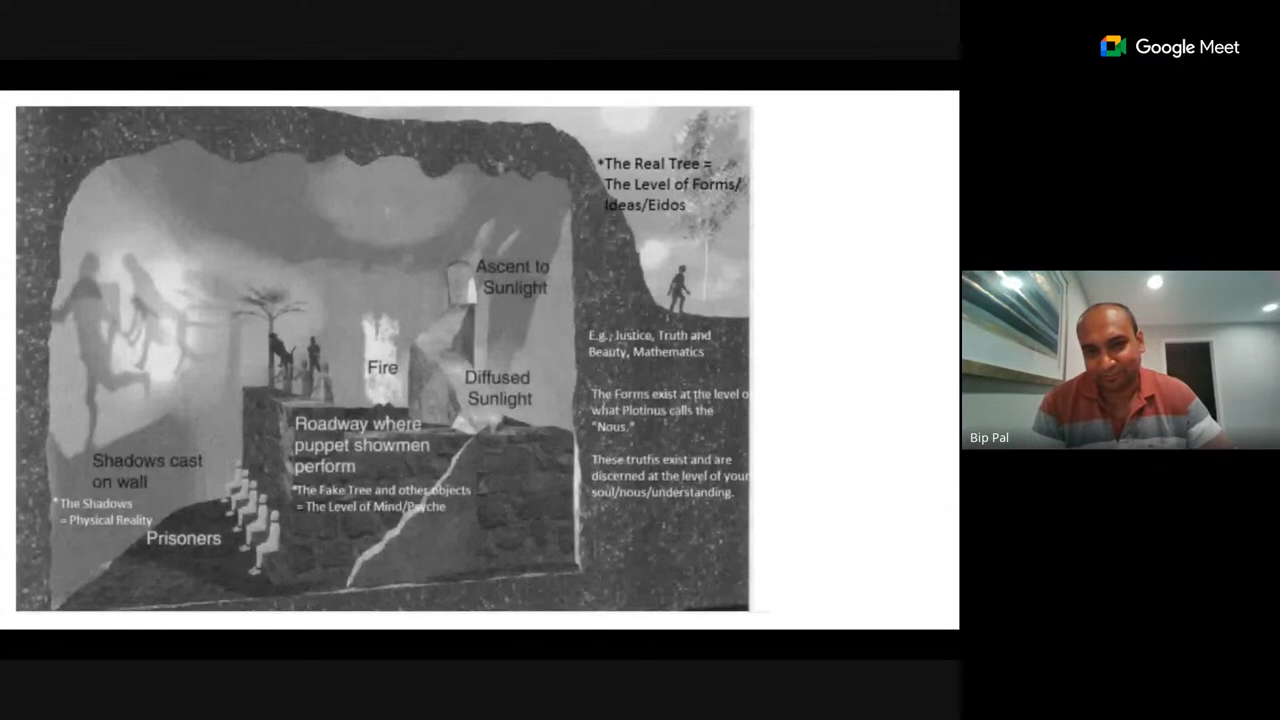 Google Meet
*The Real Tree =
The Level of Forms/
Ideas/Eidos
Ascent to
Sunlight
E.g., Justice, Truth and
Beauty, Mathematics
Fire
Diffused
Sunlight
The Forms exist at the level o
what Plotinus calls the
"Nous."
Roadway where
puppet showmen
perform
These truths exist and are
discerned at the level of your
soul/nous/understanding.
Shadows cast
on wall
*The Fake Tree and other objects
= The Level of Mind/Psyche
*The Shadows
= Physical Reality
Prisoners
Bip Pal